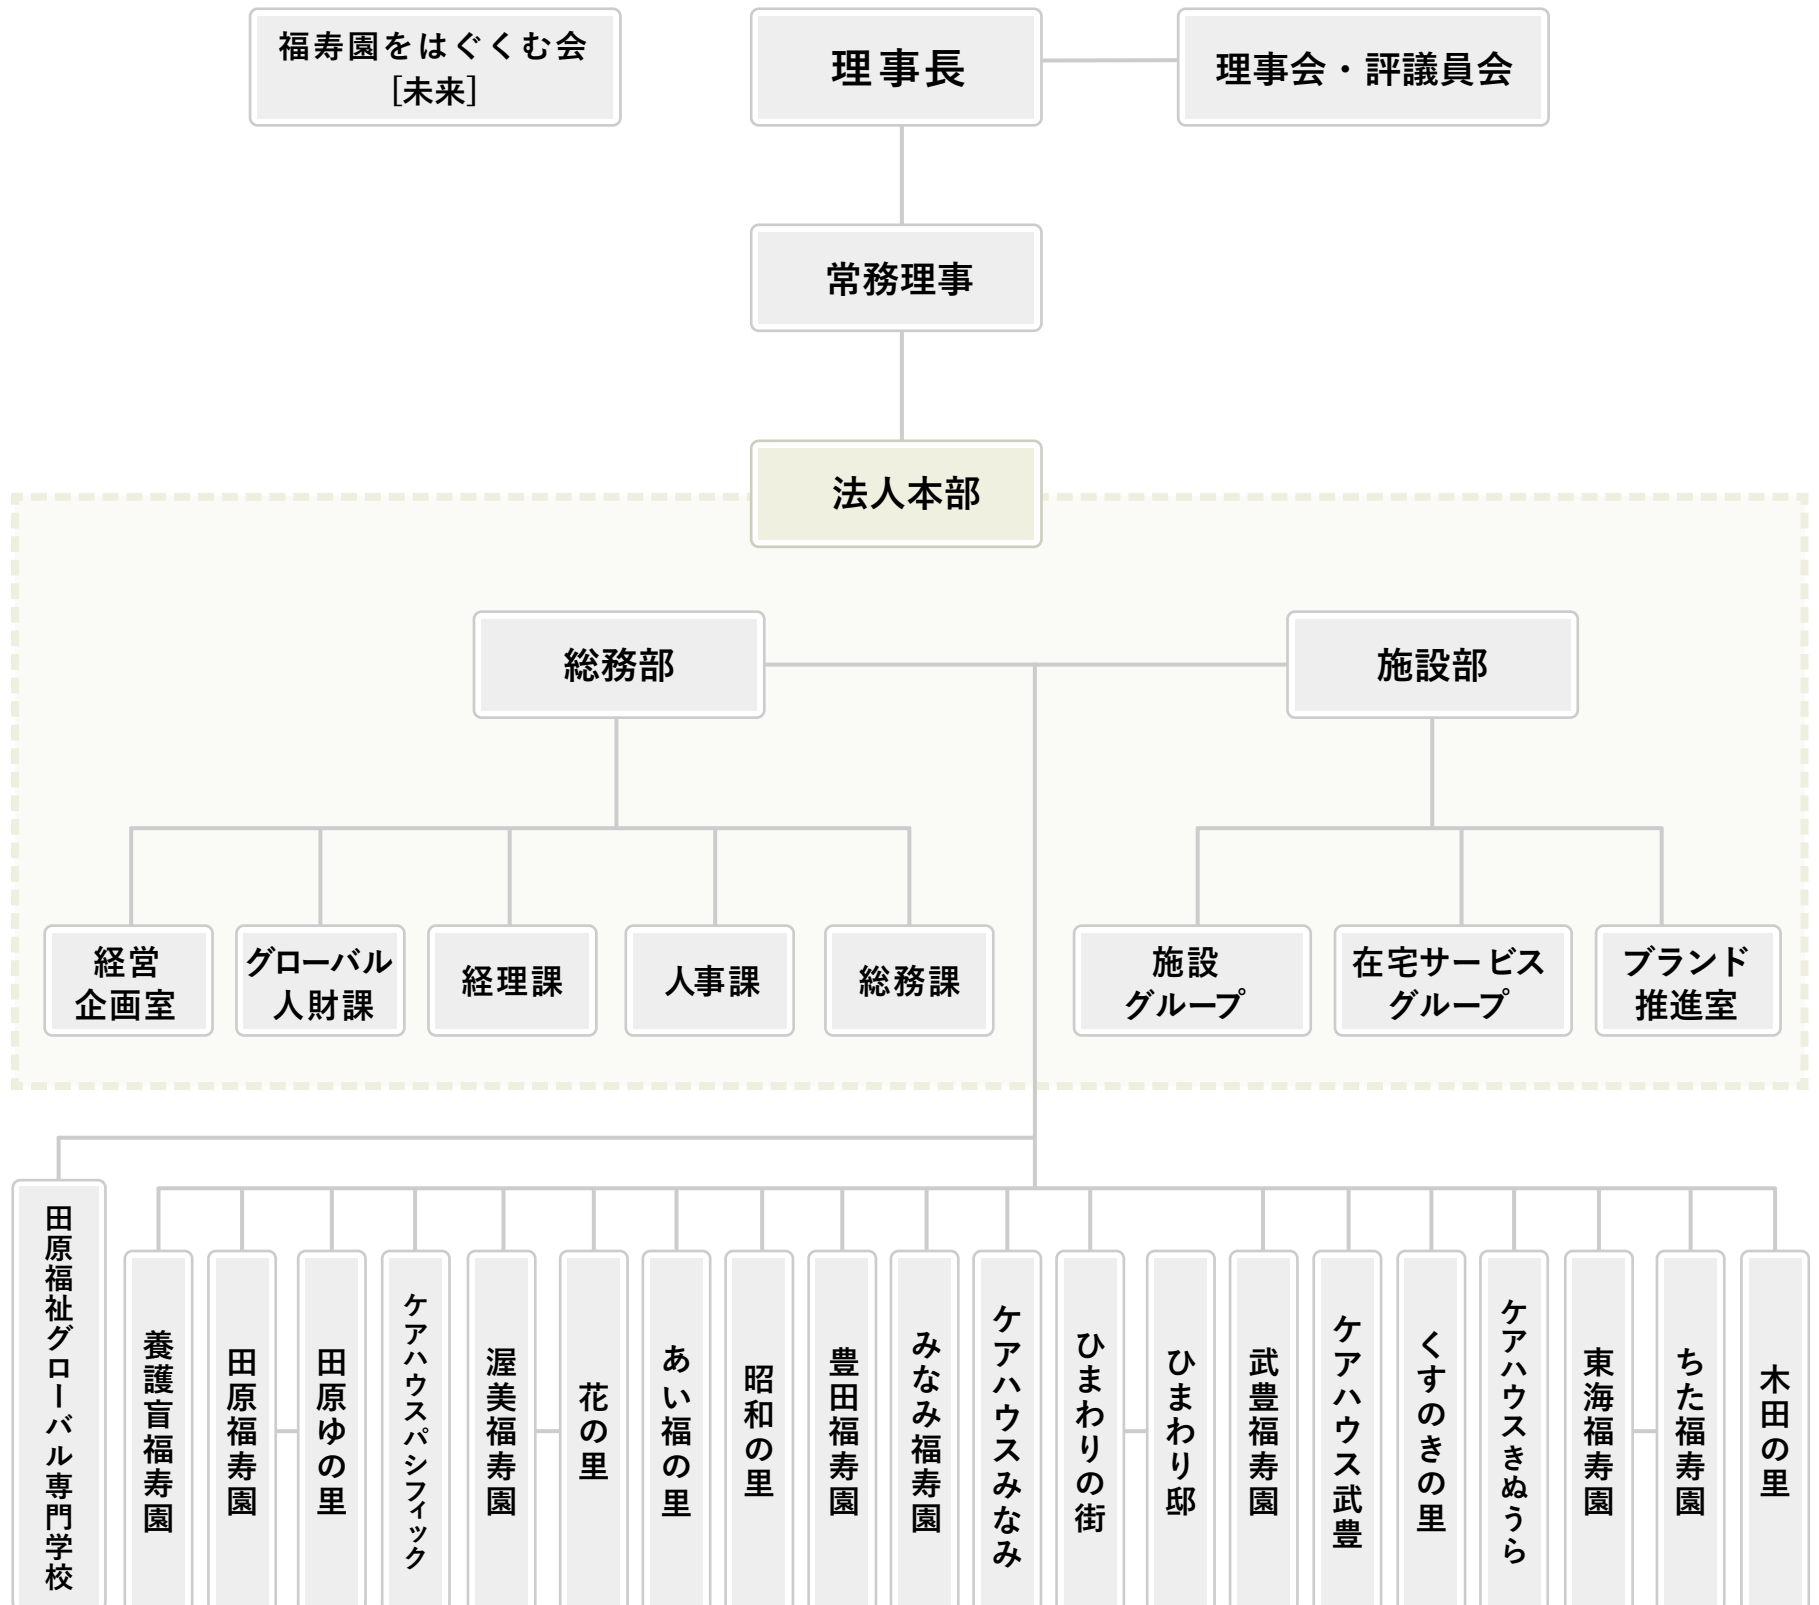 福寿園をはぐくむ会
[未来]
理事長
理事会・評議員会
常務理事
法人本部
総務部
施設部
経営
企画室
グローバル
人財課
経理課
人事課
総務課
施設
グループ
在宅サービス
グループ
ブランド
推進室
田原福祉グローバル専門学校
養護盲福寿園
田原福寿園
田原ゆの里
ケアハウスパシフィック
渥美福寿園
花の里
あい福の里
昭和の里
豊田福寿園
みなみ福寿園
ケアハウスみなみ
ひまわりの街
ひまわり邸
武豊福寿園
ケアハウス武豊
くすのきの里
ケアハウスきぬうら
東海福寿園
ちた福寿園
木田の里